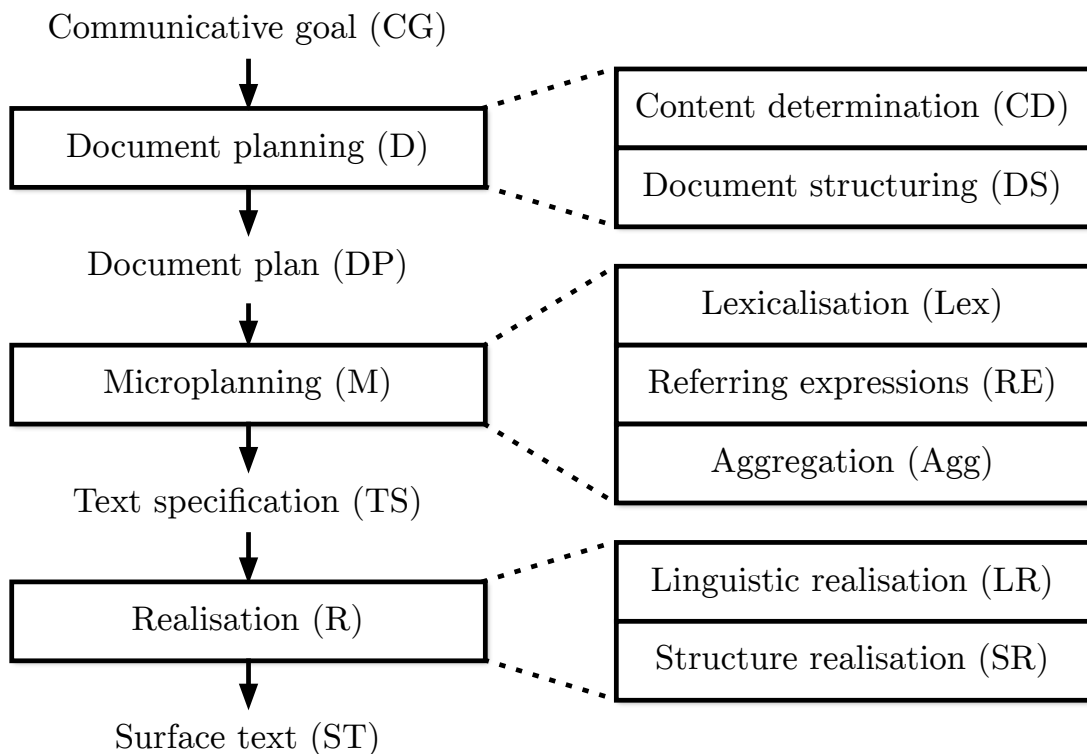 Communicative goal (CG)
Document planning (D)
Document plan (DP)
Microplanning (M)
Text specification (TS)
Realisation (R)
Surface text (ST)
Content determination (CD)
Document structuring (DS)
Lexicalisation (Lex)
Referring expressions (RE)
Aggregation (Agg)
Linguistic realisation (LR)
Structure realisation (SR)